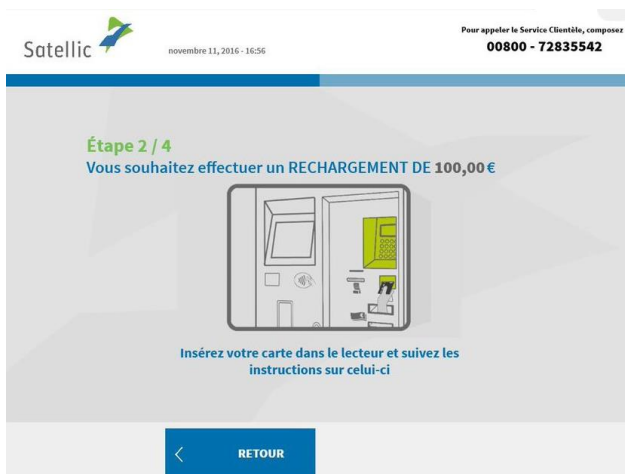 Satellic
novembre 11, 2016 - 16:56
Pour appeler le Service Clientèle, composez
00800 - 72835542
Étape 2 / 4
Vous souhaitez effectuer un RECHARGEMENT DE 100,00 €
Insérez votre carte dans le lecteur et suivez les
instructions sur celui-ci
RETOUR